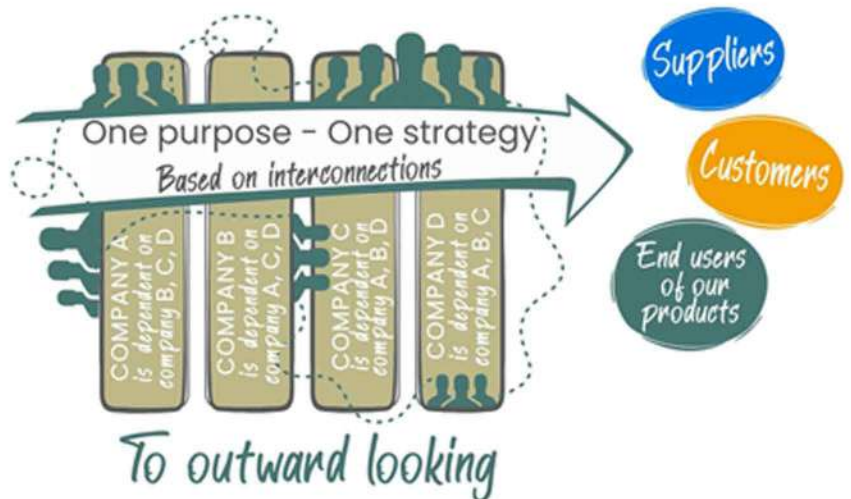 Suppliers
One purpose - One strategy
Based on interconnections
Customers
COMPANY A
is dependent on
company B, C, D
COMPANY B
is dependent on
company A, C, D
COMPANY C
is dependent on
company A, B, D
COMPANY D
is dependent on
company A, B, C
End users
of our
products
To outward looking